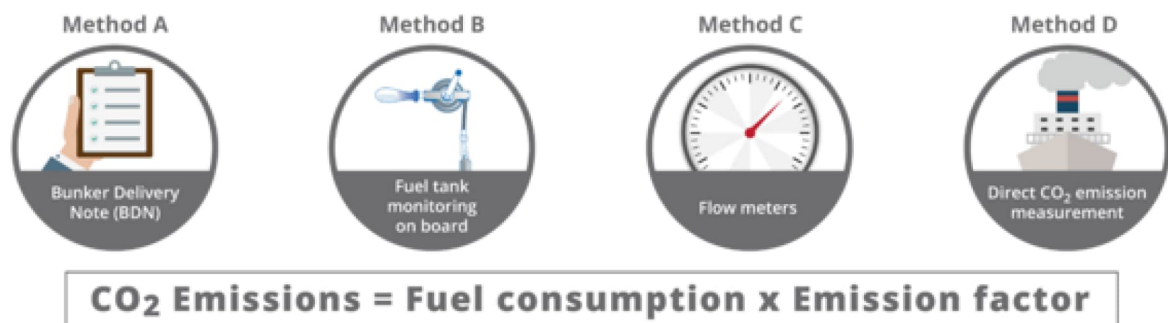 Method A
Method B
Method C
Method D
Bunker Delivery
Note (BDN)
Fuel tank
monitoring
on board
Flow meters
Direct CO₂ emission
measurement
CO₂ Emissions = Fuel consumption x Emission factor